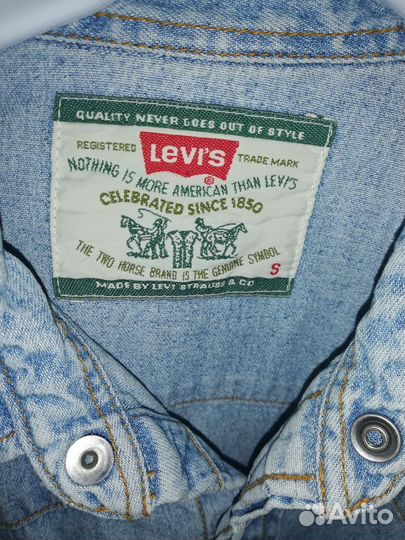 QUALITY NEVER GOES OUT OF STYLE
REGISTERED LEVI'S ® TRADE MARK
NOTHING IS MORE AMERICAN THAN LEVI'S
CELEBRATED SINCE 1850
THE TWO HORSE BRAND IS THE GENUINE SYMBOL
S
MADE BY LEVI STRAUSS & CO
Avito